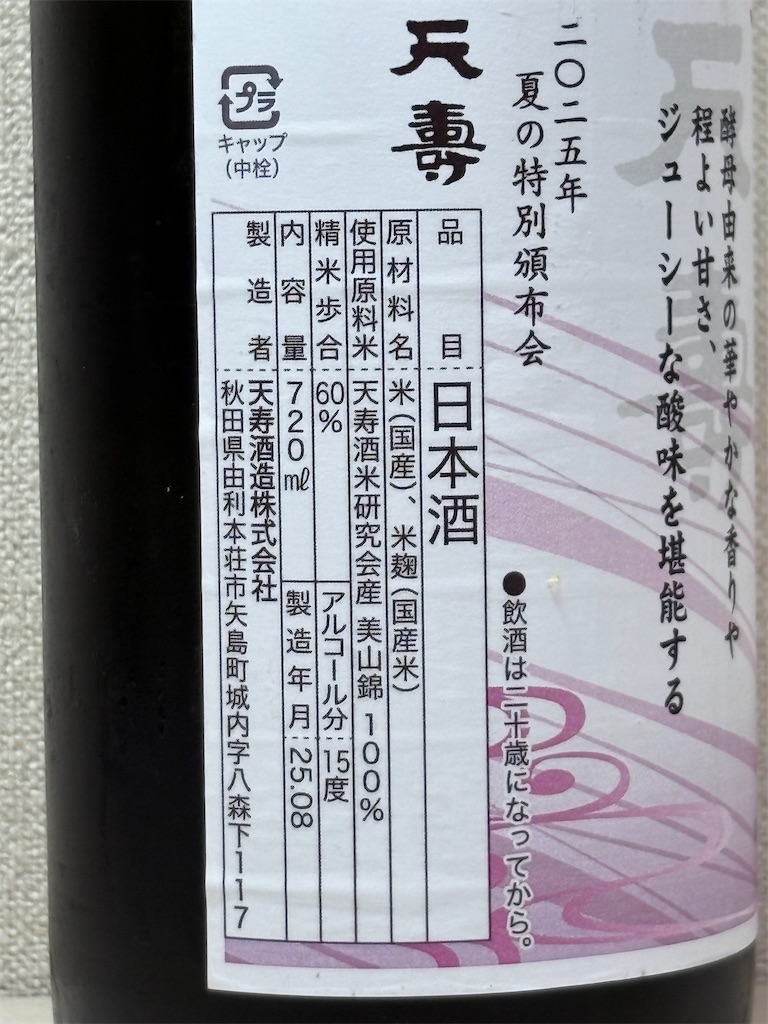 酵母由来の華やかな香りや
程よい甘さ、
ジューシーな酸味を堪能する
天壽
二〇二五年
夏の特別頒布会
天壽
●飲酒は二十歳になってから。
プラ
キャップ
(中栓)
品目 日本酒
原材料名 米(国産)、米麹(国産米)
使用原料米 天寿酒米研究会産 美山錦 100%
精米歩合 60% アルコール分 15度
内容量 720ml 製造年月 25.08
製造者 天寿酒造株式会社
秋田県由利本荘市矢島町城内字八森下117